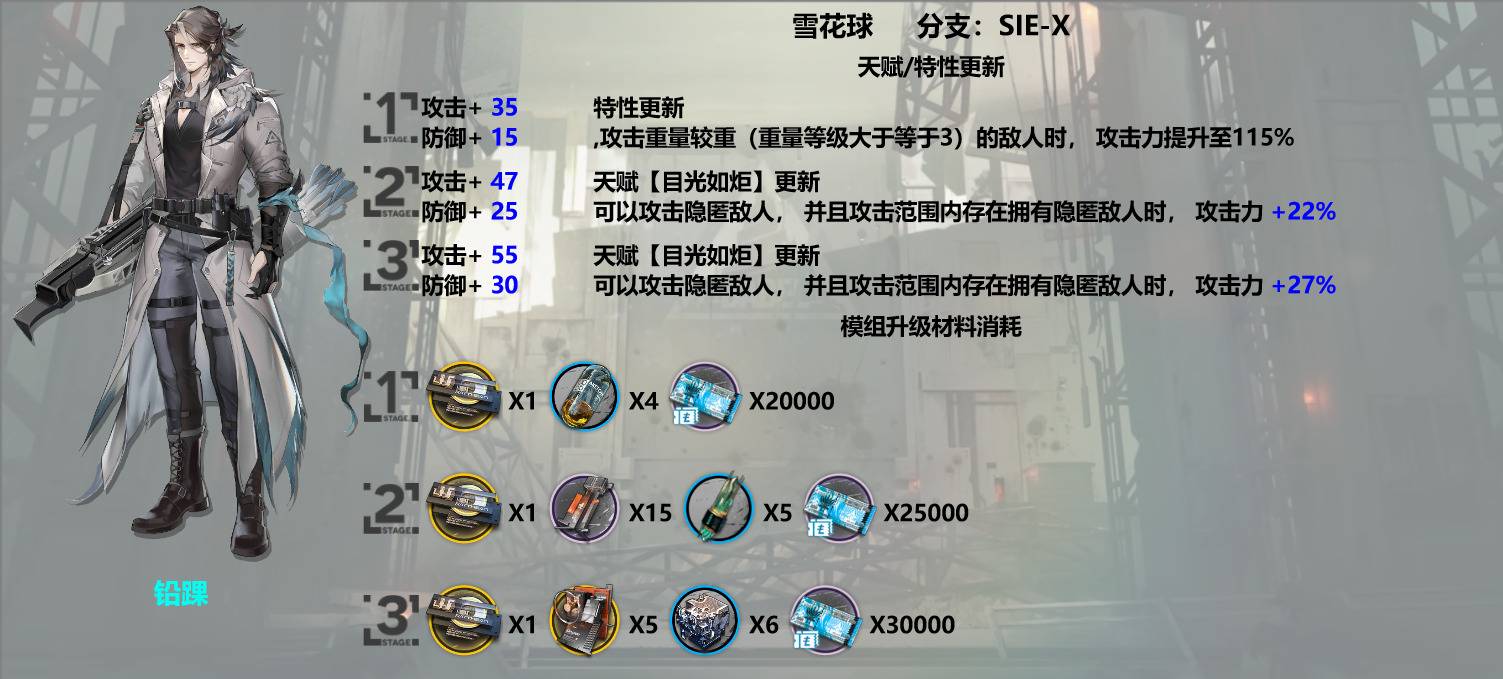 雪花球 分支：SIE-X
天赋/特性更新
1 STAGE. 攻击+ 35 特性更新
防御+ 15 ,攻击重量较重（重量等级大于等于3）的敌人时， 攻击力提升至115%
2 STAGE. 攻击+ 47 天赋【目光如炬】更新
防御+ 25 可以攻击隐匿敌人， 并且攻击范围内存在拥有隐匿敌人时， 攻击力 +22%
3 STAGE. 攻击+ 55 天赋【目光如炬】更新
防御+ 30 可以攻击隐匿敌人， 并且攻击范围内存在拥有隐匿敌人时， 攻击力 +27%
模组升级材料消耗
1 STAGE. X1 X4 X20000
2 STAGE. X1 X15 X5 X25000
铅踝
3 STAGE. X1 X5 X6 X30000